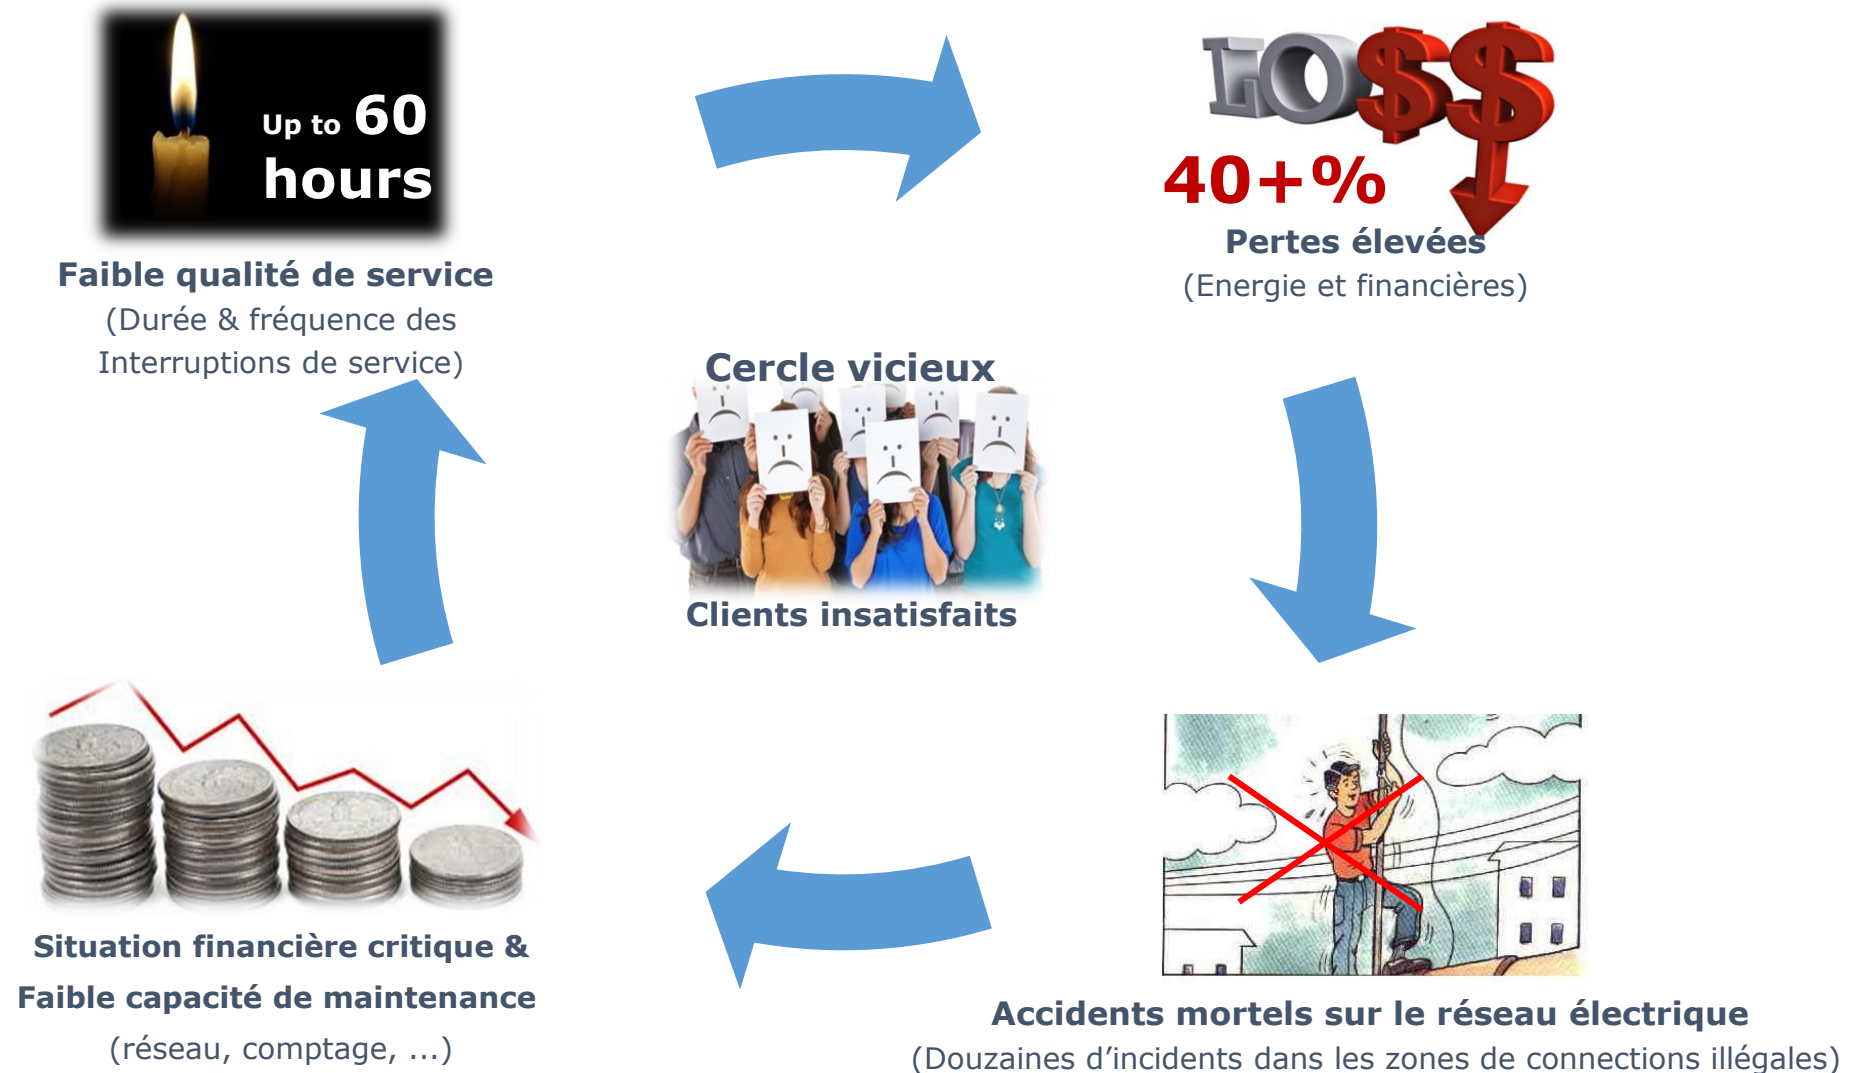 Up to 60
hours
Faible qualité de service
(Durée & fréquence des
Interruptions de service)
LO$$
40+%
Pertes élevées
(Energie et financières)
Cercle vicieux
Clients insatisfaits
Situation financière critique &
Faible capacité de maintenance
(réseau, comptage, ...)
Accidents mortels sur le réseau électrique
(Douzaines d’incidents dans les zones de connections illégales)